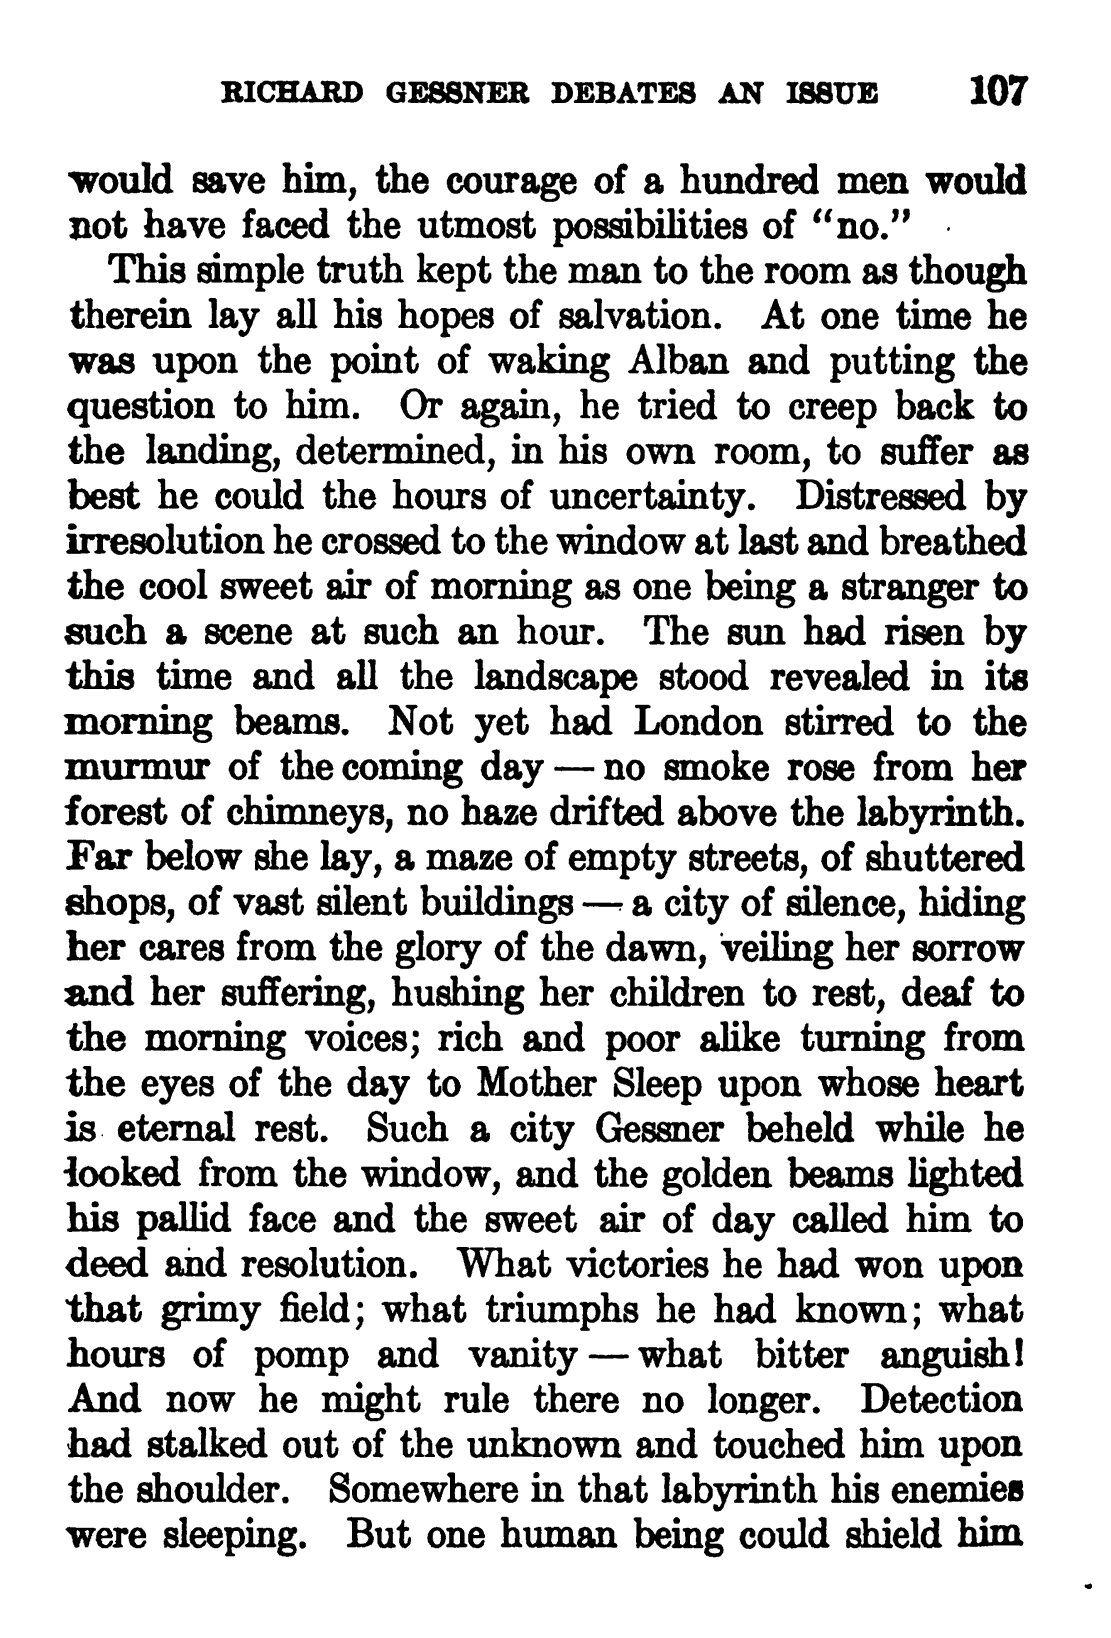 RICHARD GESSNER DEBATES AN ISSUE 107
would save him, the courage of a hundred men would
not have faced the utmost possibilities of “no.”
This simple truth kept the man to the room as though
therein lay all his hopes of salvation. At one time he
was upon the point of waking Alban and putting the
question to him. Or again, he tried to creep back to
the landing, determined, in his own room, to suffer as
best he could the hours of uncertainty. Distressed by
irresolution he crossed to the window at last and breathed
the cool sweet air of morning as one being a stranger to
such a scene at such an hour. The sun had risen by
this time and all the landscape stood revealed in its
morning beams. Not yet had London stirred to the
murmur of the coming day — no smoke rose from her
forest of chimneys, no haze drifted above the labyrinth.
Far below she lay, a maze of empty streets, of shuttered
shops, of vast silent buildings — a city of silence, hiding
her cares from the glory of the dawn, veiling her sorrow
and her suffering, hushing her children to rest, deaf to
the morning voices; rich and poor alike turning from
the eyes of the day to Mother Sleep upon whose heart
is eternal rest. Such a city Gessner beheld while he
looked from the window, and the golden beams lighted
his pallid face and the sweet air of day called him to
deed and resolution. What victories he had won upon
that grimy field; what triumphs he had known; what
hours of pomp and vanity — what bitter anguish!
And now he might rule there no longer. Detection
had stalked out of the unknown and touched him upon
the shoulder. Somewhere in that labyrinth his enemies
were sleeping. But one human being could shield him